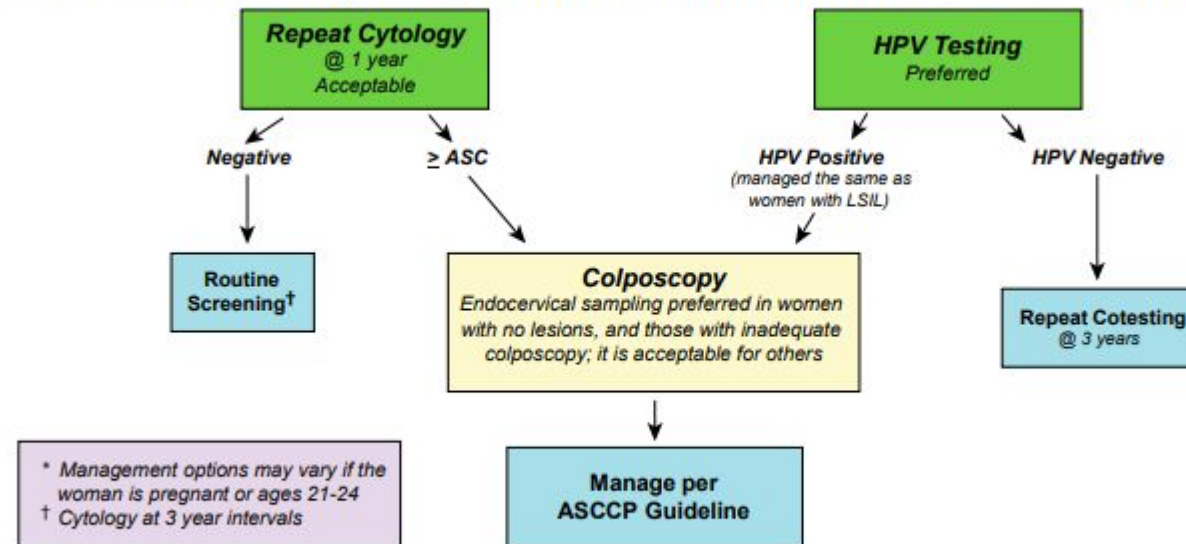 Repeat Cytology
@ 1 year
Acceptable
HPV Testing
Preferred
Negative
≥ ASC
HPV Positive
(managed the same as
women with LSIL)
HPV Negative
Routine
Screening†
Colposcopy
Endocervical sampling preferred in women
with no lesions, and those with inadequate
colposcopy; it is acceptable for others
Repeat Cotesting
@ 3 years
* Management options may vary if the
woman is pregnant or ages 21-24
† Cytology at 3 year intervals
Manage per
ASCCP Guideline